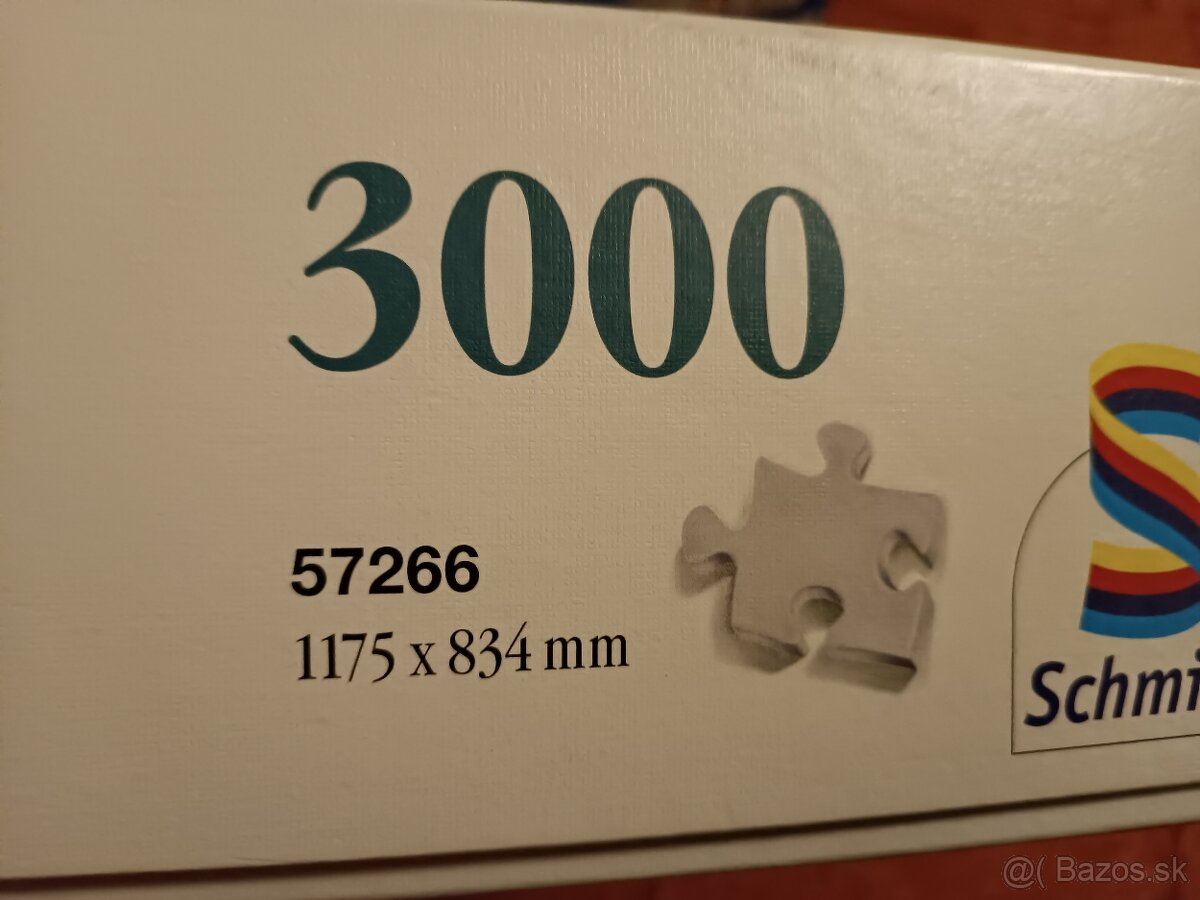 3000
57266
1175 x 834 mm
Schmi
@( Bazos.sk